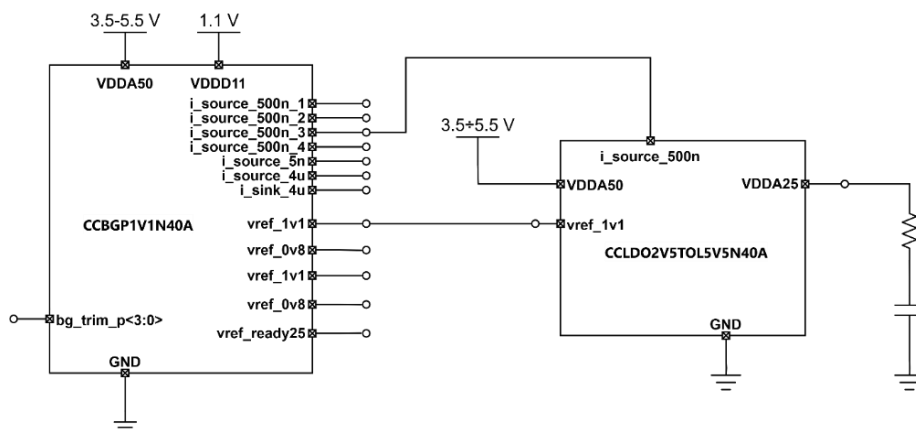 3.5-5.5 V
1.1 V
VDDA50
VDDD11
i_source_500n_1
i_source_500n_2
i_source_500n_3
i_source_500n_4
i_source_5n
i_source_4u
i_sink_4u
CCBGP1V1N40A
vref_1v1
vref_0v8
vref_1v1
vref_0v8
bg_trim_p<3:0>
vref_ready25
GND
3.5÷5.5 V
i_source_500n
VDDA50
VDDA25
vref_1v1
CCLDO2V5TOL5V5N40A
GND